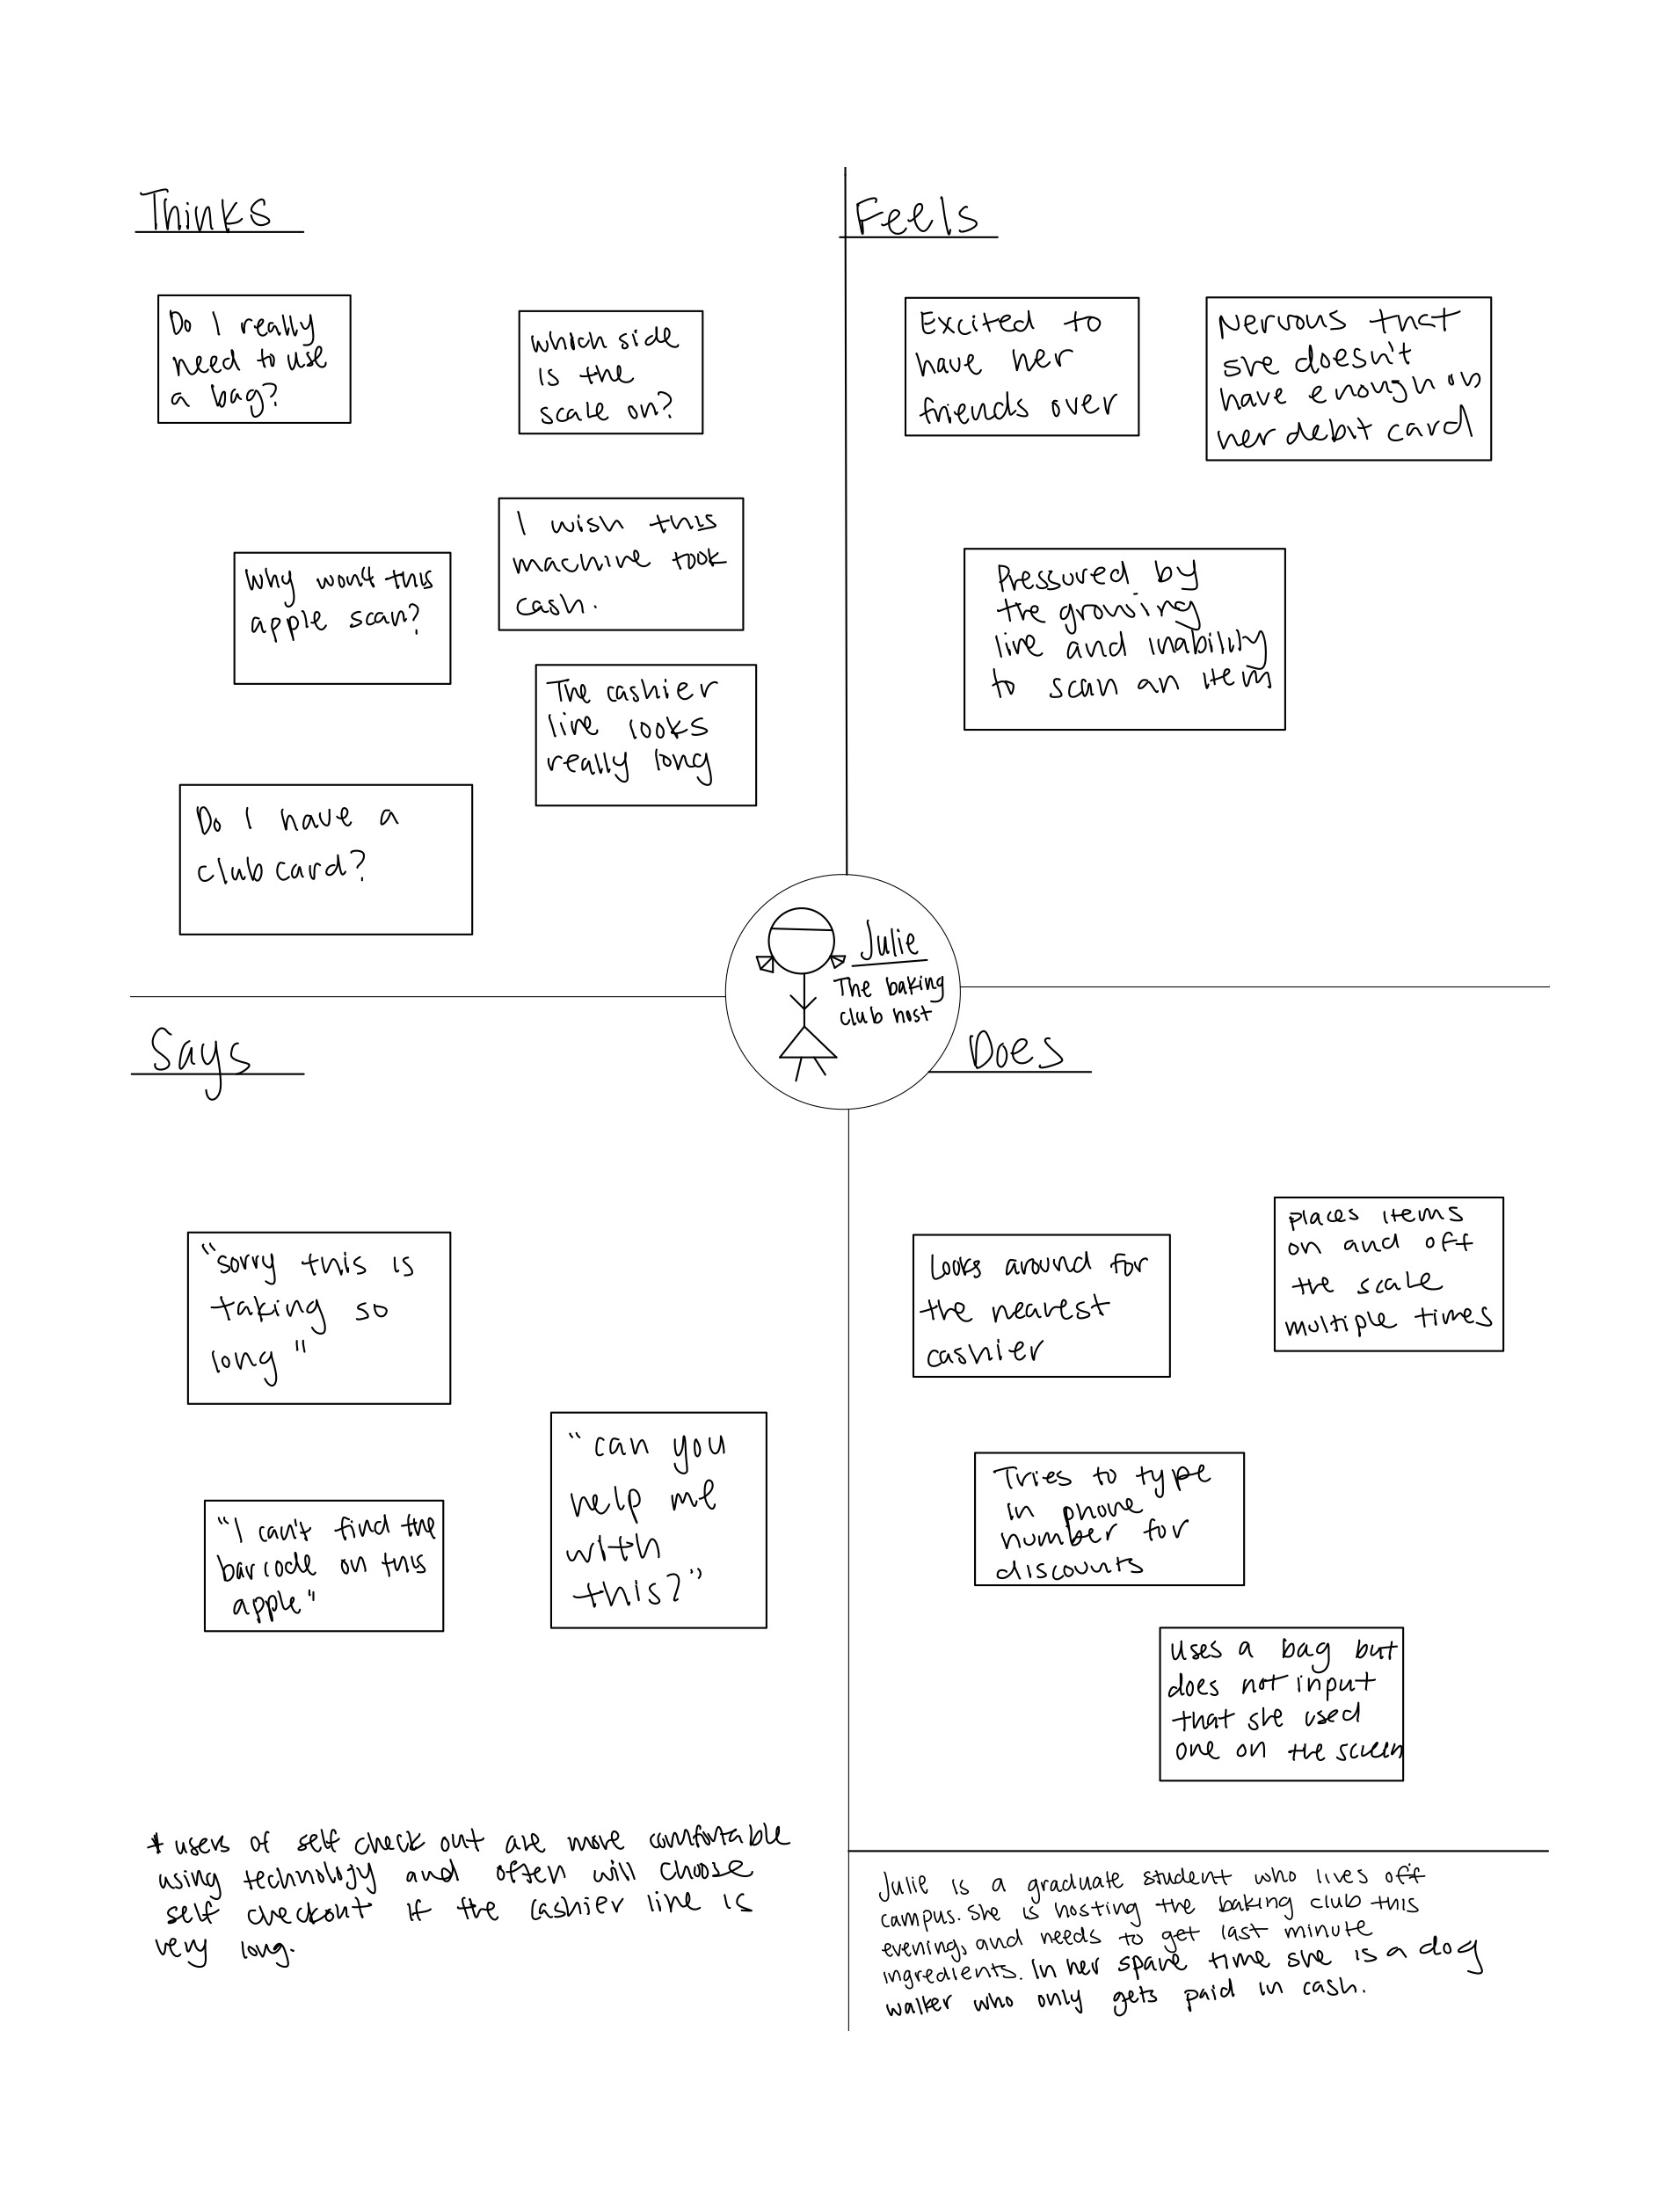 Thinks
Do I really
need to use
a bag?
which side
is the
scale on?
I wish this
machine took
cash.
Why won't this
apple scan?
The cashier
line looks
really long
Do I have a
club card?
Feels
Excited to
have her
friends over
Nervous that
she doesn't
have enough on
her debit card
Pressured by
the growing
line and inability
to scan an item
Julie
The baking
club host
Says
"sorry this is
taking so
long"
"can you
help me
with
this?"
"I can't find the
barcode on this
apple"
* users of self check out are more comfortable
using technology and often will choose
self checkout if the cashier line is
very long.
Does
Looks around for
the nearest
cashier
places items
on and off
the scale
multiple times
Tries to type
in phone
number for
discounts
uses a bag but
does not input
that she used
one on the screen
Julie is a graduate student who lives off
campus. She is hosting the baking club this
evening, and needs to get last minute
ingredients. In her spare time she is a dog
walker who only gets paid in cash.